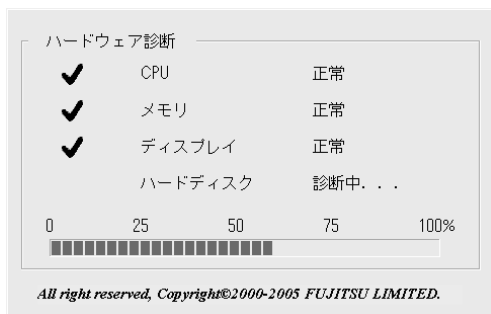 ハードウェア診断
CPU 正常
メモリ 正常
ディスプレイ 正常
ハードディスク 診断中...
0 25 50 75 100%
All right reserved, Copyright©2000-2005 FUJITSU LIMITED.